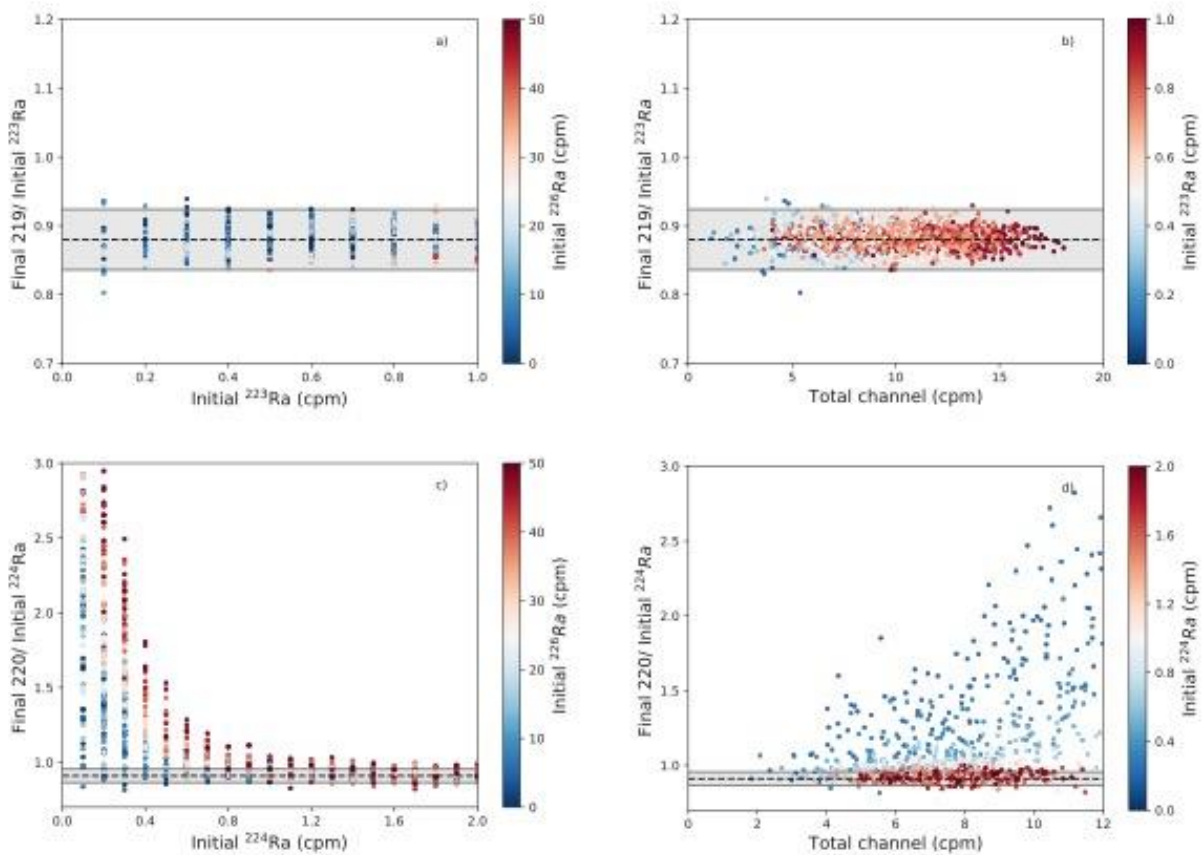 a)
1.2
1.1
1.0
0.9
0.8
0.7
Final 219/ Initial ²²³Ra
0.0 0.2 0.4 0.6 0.8 1.0
Initial ²²³Ra (cpm)
50
40
30
20
10
0
Initial ²²⁶Ra (cpm)
b)
1.2
1.1
1.0
0.9
0.8
0.7
Final 219/ Initial ²²³Ra
0 5 10 15 20
Total channel (cpm)
1.0
0.8
0.6
0.4
0.2
0.0
Initial ²²³Ra (cpm)
c)
3.0
2.5
2.0
1.5
1.0
Final 220/ Initial ²²⁴Ra
0.0 0.4 0.8 1.2 1.6 2.0
Initial ²²⁴Ra (cpm)
50
40
30
20
10
0
Initial ²²⁶Ra (cpm)
d)
3.0
2.5
2.0
1.5
1.0
Final 220/ Initial ²²⁴Ra
0 2 4 6 8 10 12
Total channel (cpm)
2.0
1.6
1.2
0.8
0.4
0.0
Initial ²²⁴Ra (cpm)